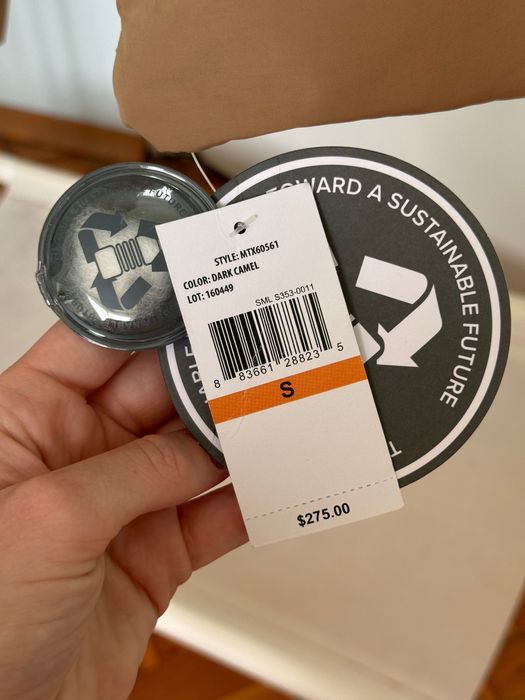 TOWARD A SUSTAINABLE FUTURE
STYLE: MTX60561
COLOR: DARK CAMEL
LOT: 160449
SML S353-0011
8 83661 28823 5
S
$275.00